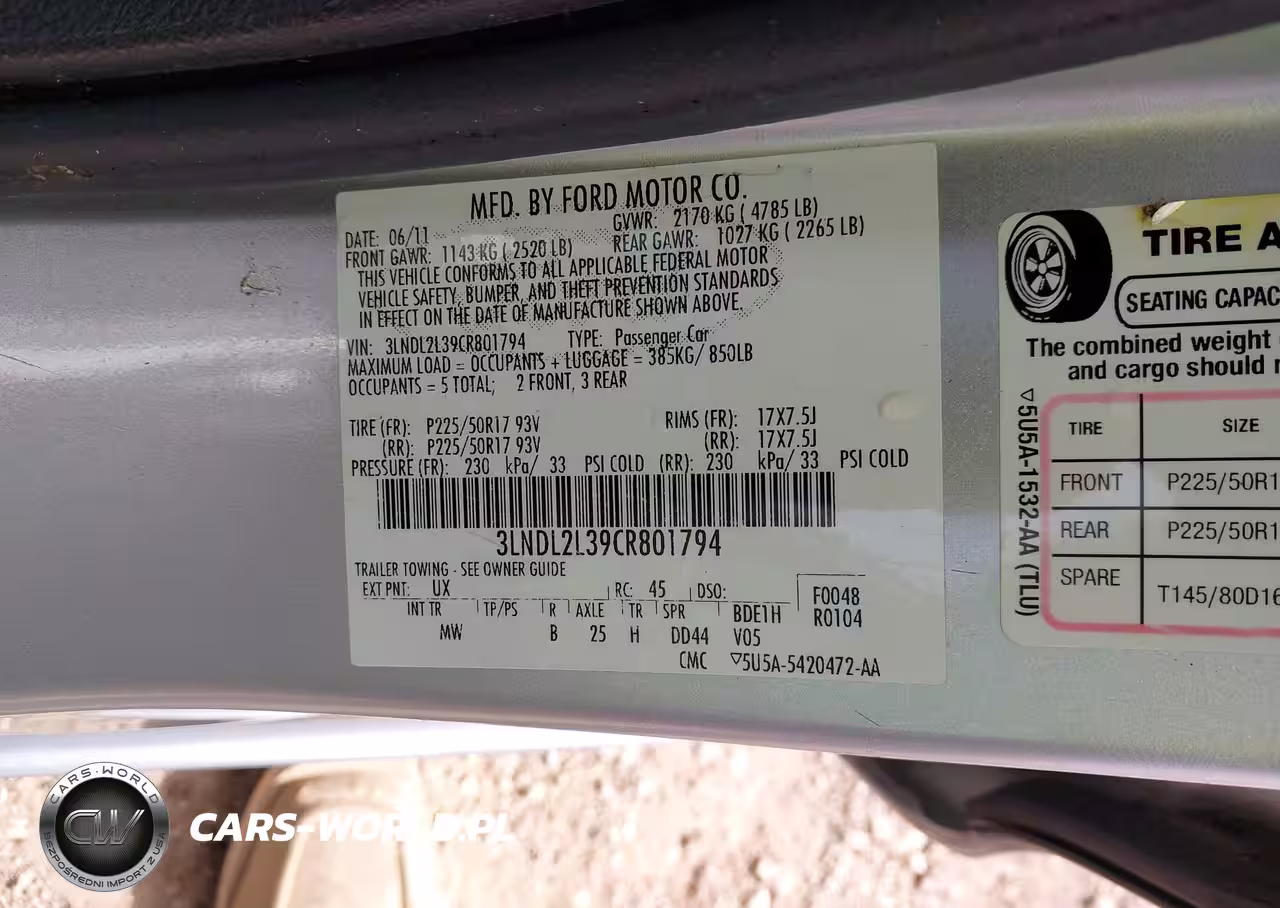 MFD. BY FORD MOTOR CO.
DATE: 06/11 GVWR: 2170 KG ( 4785 LB)
FRONT GAWR: 1143 KG ( 2520 LB) REAR GAWR: 1027 KG ( 2265 LB)
THIS VEHICLE CONFORMS TO ALL APPLICABLE FEDERAL MOTOR
VEHICLE SAFETY, BUMPER, AND THEFT PREVENTION STANDARDS
IN EFFECT ON THE DATE OF MANUFACTURE SHOWN ABOVE.
VIN: 3LNDL2L39CR801794 TYPE: Passenger Car
MAXIMUM LOAD = OCCUPANTS + LUGGAGE = 385KG/ 850LB
OCCUPANTS = 5 TOTAL; 2 FRONT, 3 REAR
TIRE (FR): P225/50R17 93V RIMS (FR): 17X7.5J
(RR): P225/50R17 93V (RR): 17X7.5J
PRESSURE (FR): 230 kPa/ 33 PSI COLD (RR): 230 kPa/ 33 PSI COLD
3LNDL2L39CR801794
TRAILER TOWING - SEE OWNER GUIDE
EXT PNT: UX RC: 45 DSO: F0048
INT TR TP/PS R AXLE TR SPR BDE1H R0104
MW B 25 H DD44 V05
CMC ▽5U5A-5420472-AA
TIRE A
SEATING CAPAC
The combined weight
and cargo should
▽5U5A-1532-AA (TLU)
TIRE SIZE
FRONT P225/50R1
REAR P225/50R1
SPARE T145/80D16
CARS-WORLD
CW
BEZPOŚREDNI IMPORT Z USA
CARS-WORLD.PL